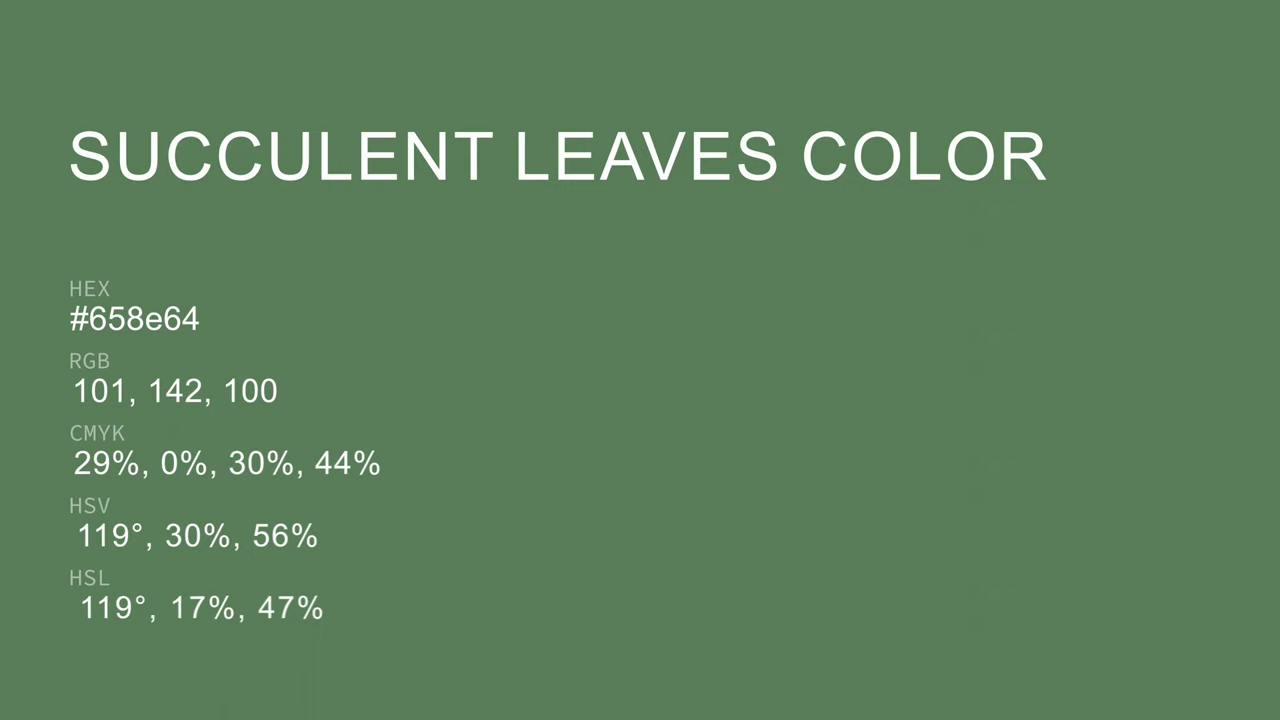 SUCCULENT LEAVES COLOR
HEX
#658e64
RGB
101, 142, 100
CMYK
29%, 0%, 30%, 44%
HSV
119°, 30%, 56%
HSL
119°, 17%, 47%